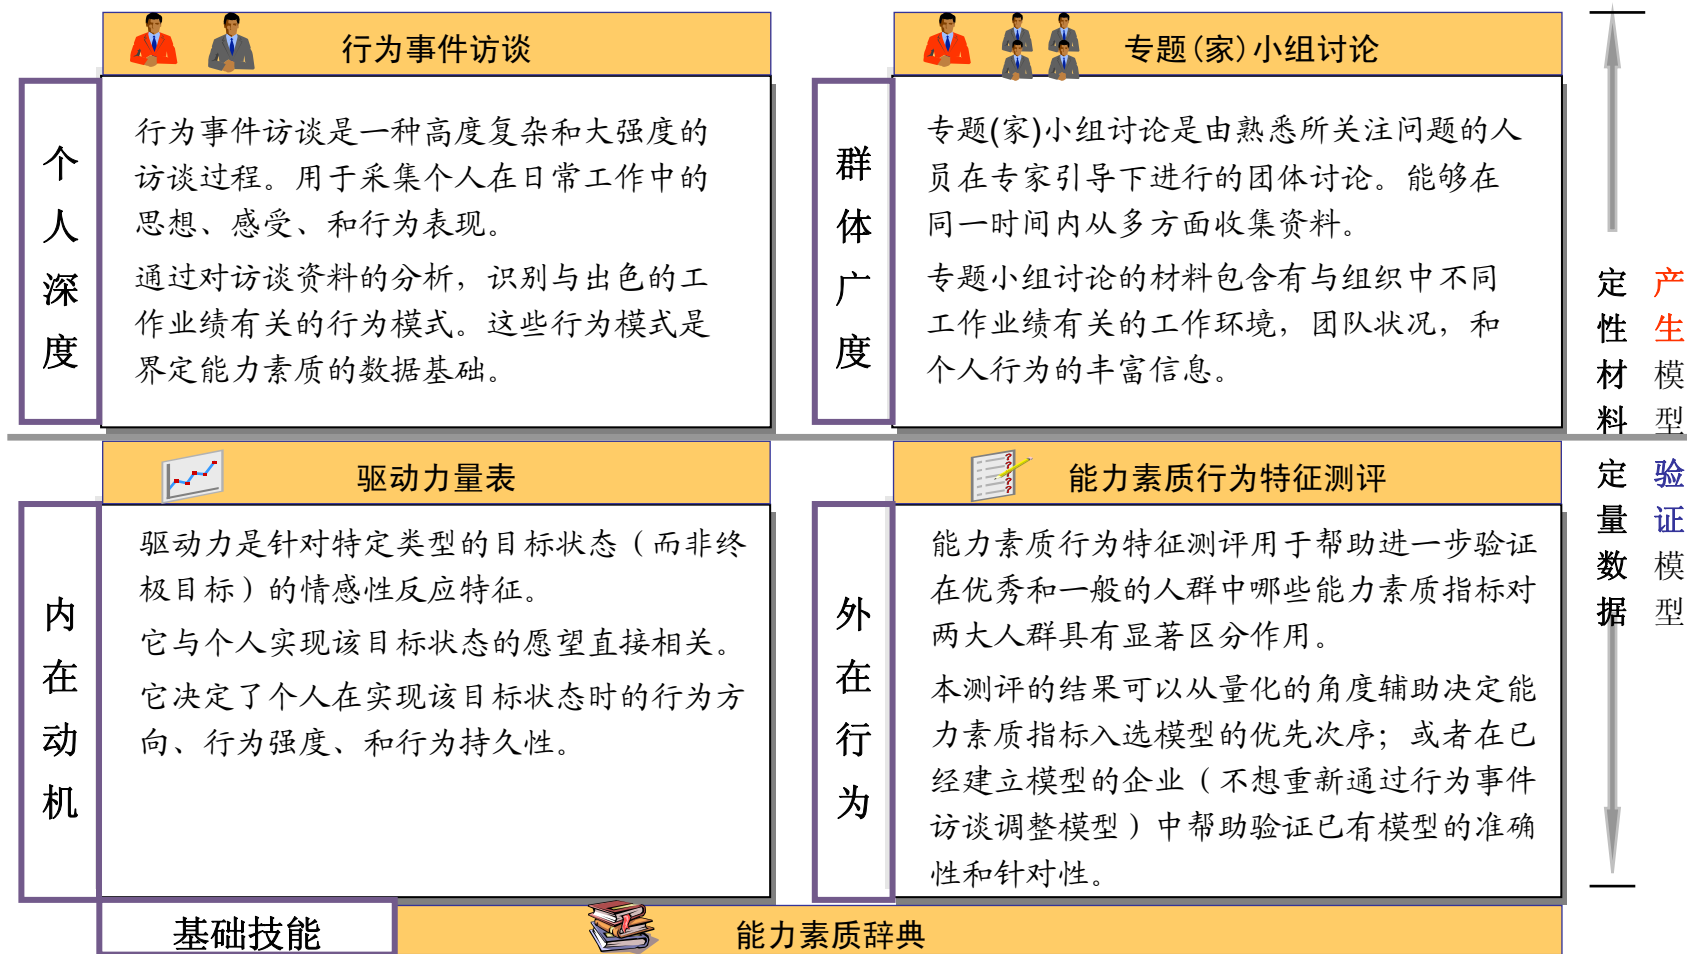 行为事件访谈
个人深度
行为事件访谈是一种高度复杂和大强度的
访谈过程。用于采集个人在日常工作中的
思想、感受、和行为表现。
通过对访谈资料的分析，识别与出色的工
作业绩有关的行为模式。这些行为模式是
界定能力素质的数据基础。
专题(家)小组讨论
群体广度
专题(家)小组讨论是由熟悉所关注问题的人
员在专家引导下进行的团体讨论。能够在
同一时间内从多方面收集资料。
专题小组讨论的材料包含有与组织中不同
工作业绩有关的工作环境，团队状况，和
个人行为的丰富信息。
定性材料
产生模型
驱动力量表
内在动机
驱动力是针对特定类型的目标状态（而非终
极目标）的情感性反应特征。
它与个人实现该目标状态的愿望直接相关。
它决定了个人在实现该目标状态时的行为方
向、行为强度、和行为持久性。
能力素质行为特征测评
外在行为
能力素质行为特征测评用于帮助进一步验证
在优秀和一般的人群中哪些能力素质指标对
两大人群具有显著区分作用。
本测评的结果可以从量化的角度辅助决定能
力素质指标入选模型的优先次序；或者在已
经建立模型的企业（不想重新通过行为事件
访谈调整模型）中帮助验证已有模型的准确
性和针对性。
定量数据
验证模型
基础技能
能力素质辞典